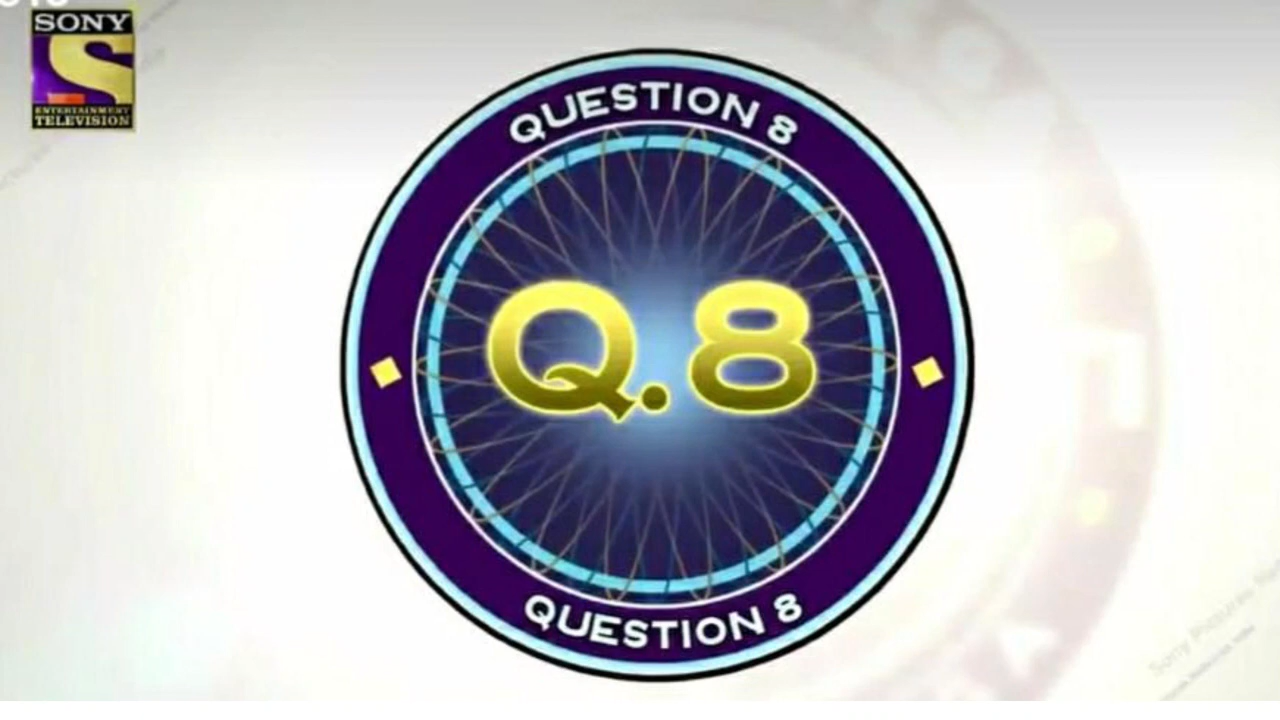 SONY
ENTERTAINMENT
TELEVISION
QUESTION 8
Q.8
QUESTION 8